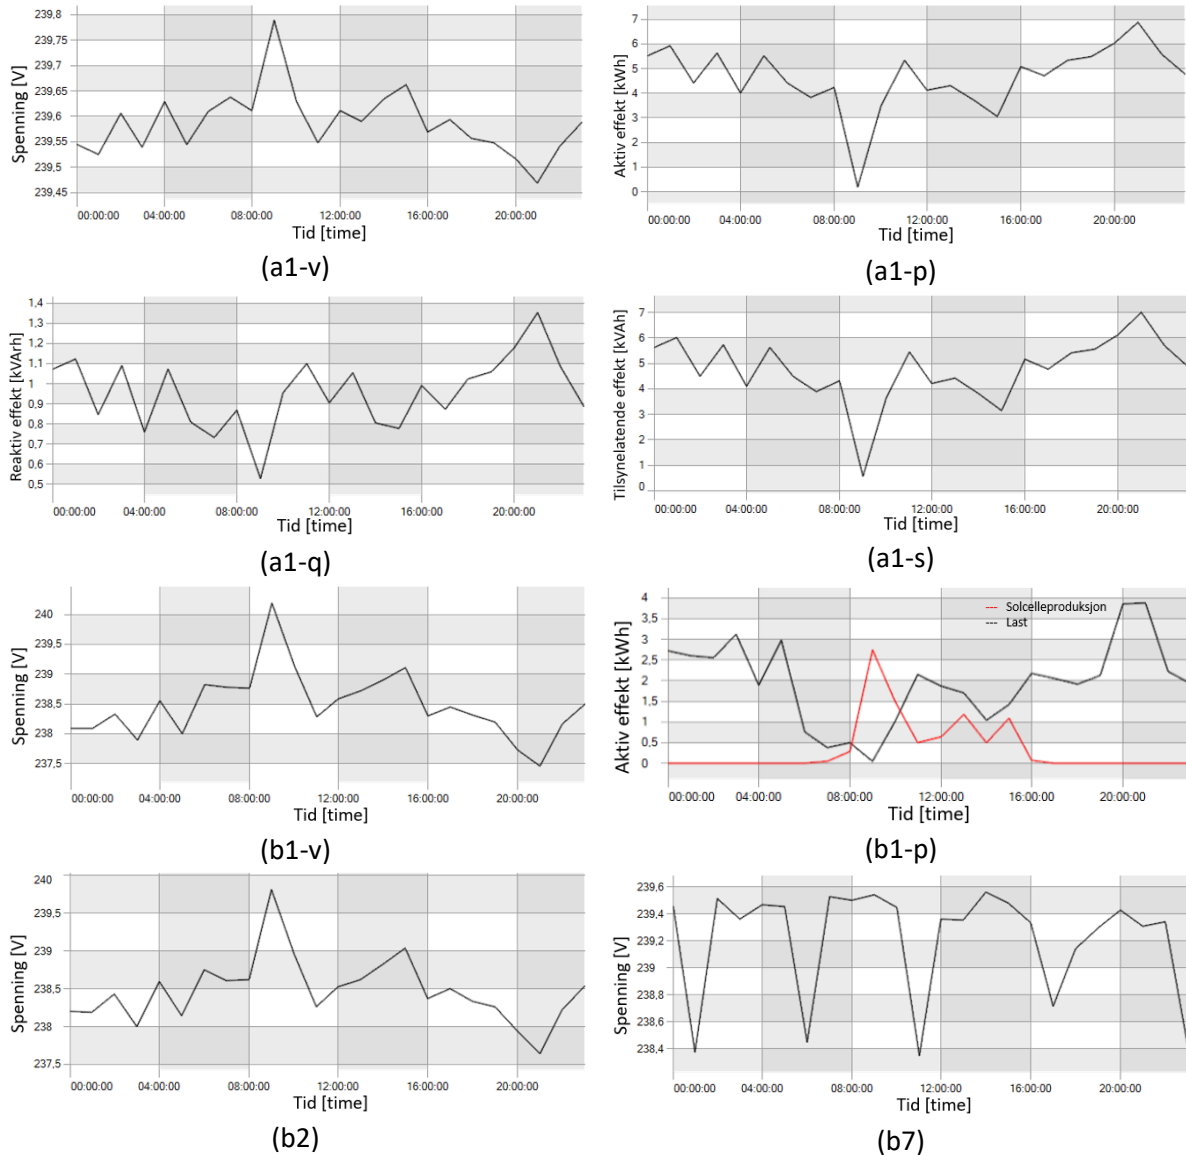 239.8
239.75
239.7
239.65
239.6
239.55
239.5
239.45
Spenning [V]
00:00:00 04:00:00 08:00:00 12:00:00 16:00:00 20:00:00
Tid [time]
(a1-v)
7
6
5
4
3
2
1
0
Aktiv effekt [kWh]
00:00:00 04:00:00 08:00:00 12:00:00 16:00:00 20:00:00
Tid [time]
(a1-p)
1,4
1,3
1,2
1,1
1
0,9
0,8
0,7
0,6
0,5
Reaktiv effekt [kVArh]
00:00:00 04:00:00 08:00:00 12:00:00 16:00:00 20:00:00
Tid [time]
(a1-q)
7
6
5
4
3
2
1
0
Tilsynelatende effekt [kVAh]
00:00:00 04:00:00 08:00:00 12:00:00 16:00:00 20:00:00
Tid [time]
(a1-s)
240
239,5
239
238,5
238
237,5
Spenning [V]
00:00:00 04:00:00 08:00:00 12:00:00 16:00:00 20:00:00
Tid [time]
(b1-v)
4
3,5
3
2,5
2
1,5
1
0,5
0
Aktiv effekt [kWh]
Solcelleproduksjon
Last
00:00:00 04:00:00 08:00:00 12:00:00 16:00:00 20:00:00
Tid [time]
(b1-p)
240
239,5
239
238,5
238
237,5
Spenning [V]
00:00:00 04:00:00 08:00:00 12:00:00 16:00:00 20:00:00
Tid [time]
(b2)
239,6
239,4
239,2
239
238,8
238,6
238,4
Spenning [V]
00:00:00 04:00:00 08:00:00 12:00:00 16:00:00 20:00:00
Tid [time]
(b7)